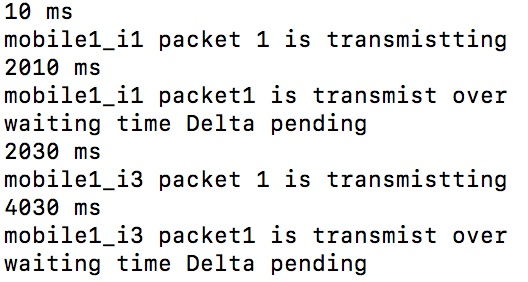 10 ms
mobile1_i1 packet 1 is transmistting
2010 ms
mobile1_i1 packet1 is transmist over
waiting time Delta pending
2030 ms
mobile1_i3 packet 1 is transmistting
4030 ms
mobile1_i3 packet1 is transmist over
waiting time Delta pending